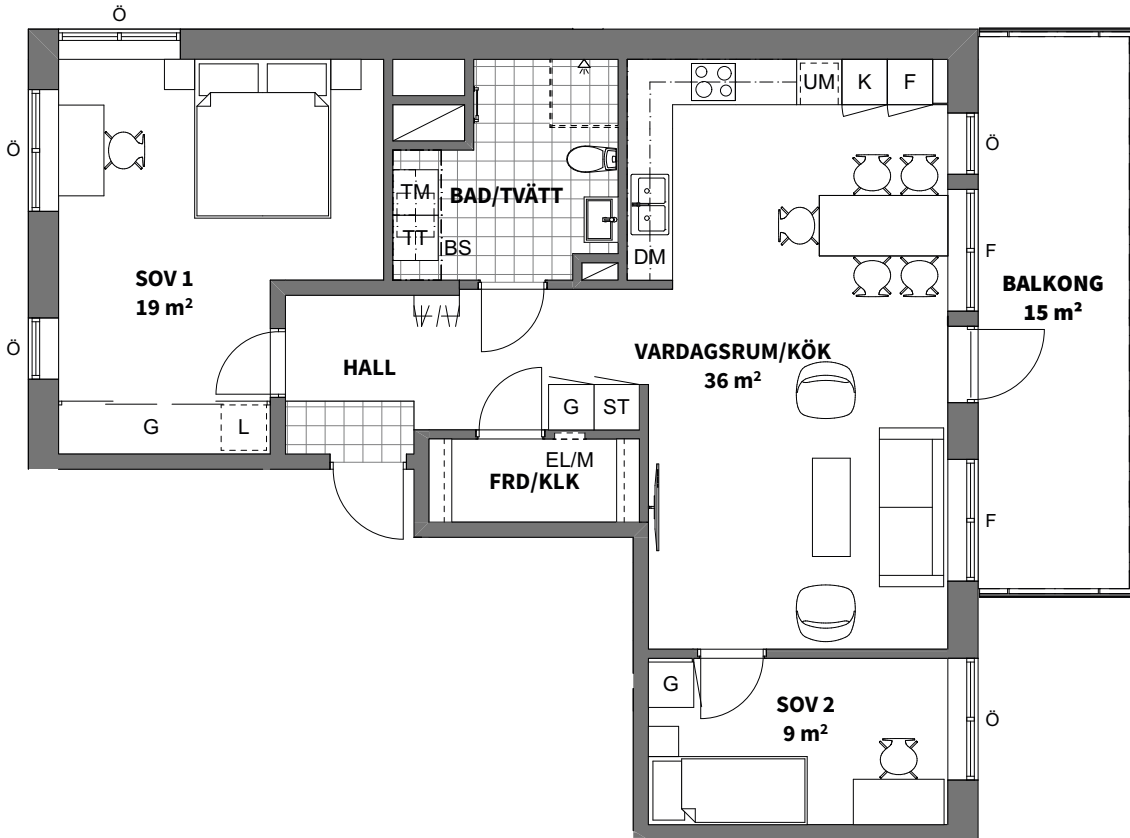 Ö
UM
K
F
Ö
Ö
TM
BAD/TVÄTT
TT
BS
DM
F
SOV 1
19 m²
BALKONG
15 m²
Ö
HALL
VARDAGSRUM/KÖK
36 m²
G
L
G
ST
EL/M
FRD/KLK
F
G
SOV 2
9 m²
Ö